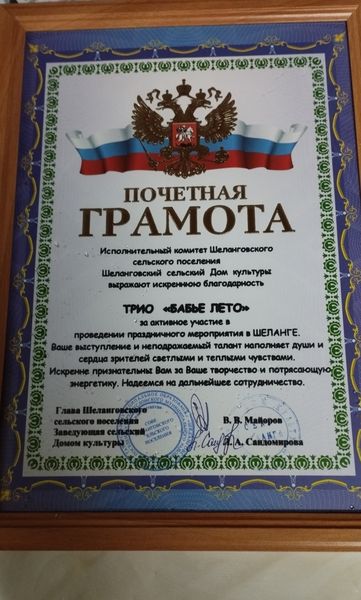 ПОЧЕТНАЯ
ГРАМОТА
Исполнительный комитет Шеланговского
сельского поселения
Шеланговский сельский Дом культуры
выражают искреннюю благодарность
ТРИО «БАБЬЕ ЛЕТО»
за активное участие в
проведении праздничного мероприятия в ШЕЛАНГЕ.
Ваше выступление и неподражаемый талант наполняет души и
сердца зрителей светлыми и теплыми чувствами.
Искренне признательны Вам за Ваше творчество и потрясающую
энергетику. Надеемся на дальнейшее сотрудничество.
Глава Шеланговского
сельского поселения В. В. Майоров
Заведующая сельский
Домом культуры А. Сандомирова